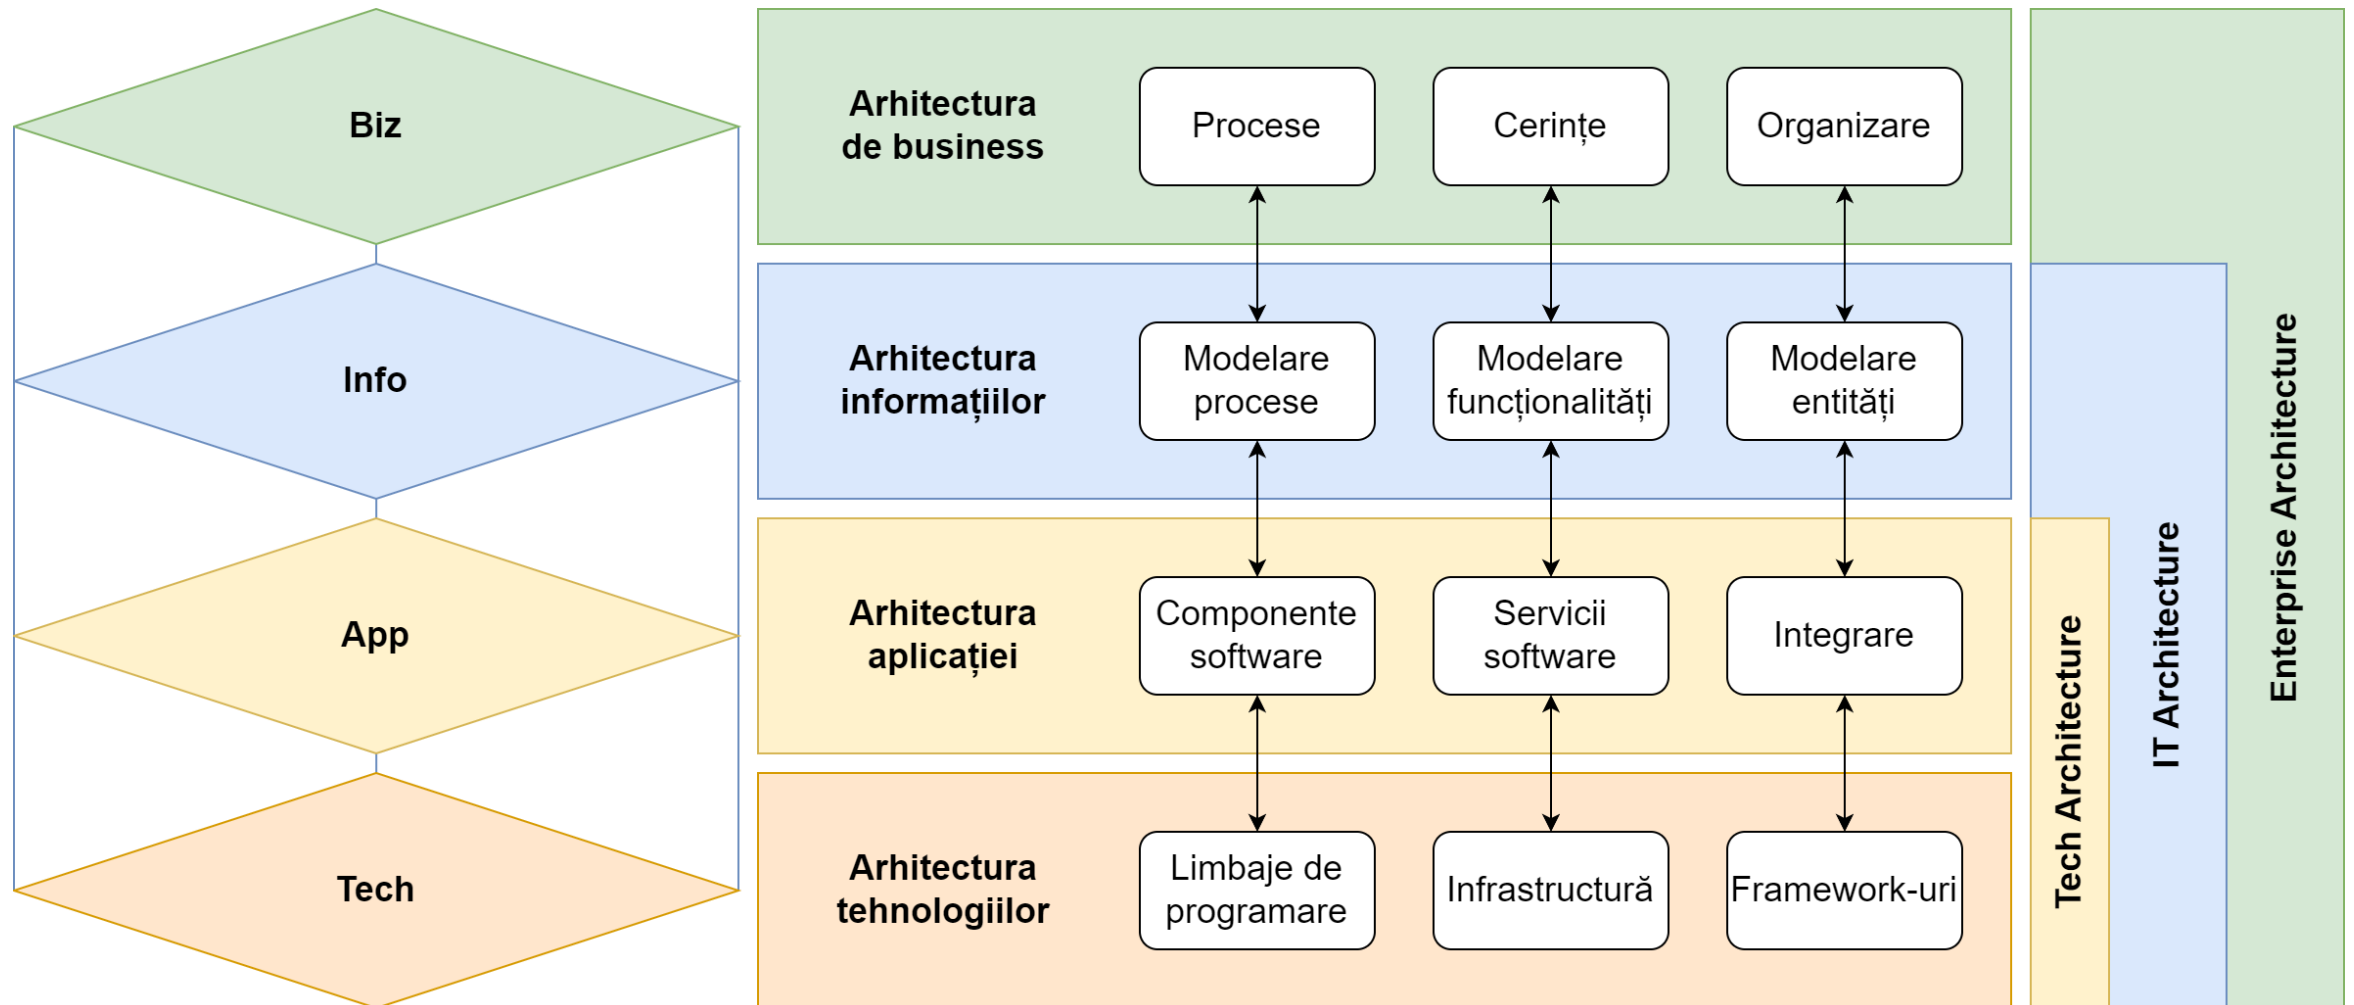 Biz
Arhitectura
de business
Procese
Cerințe
Organizare
Info
Arhitectura
informațiilor
Modelare
procese
Modelare
funcționalități
Modelare
entități
App
Arhitectura
aplicației
Componente
software
Servicii
software
Integrare
Tech
Arhitectura
tehnologiilor
Limbaje de
programare
Infrastructură
Framework-uri
Tech Architecture
IT Architecture
Enterprise Architecture